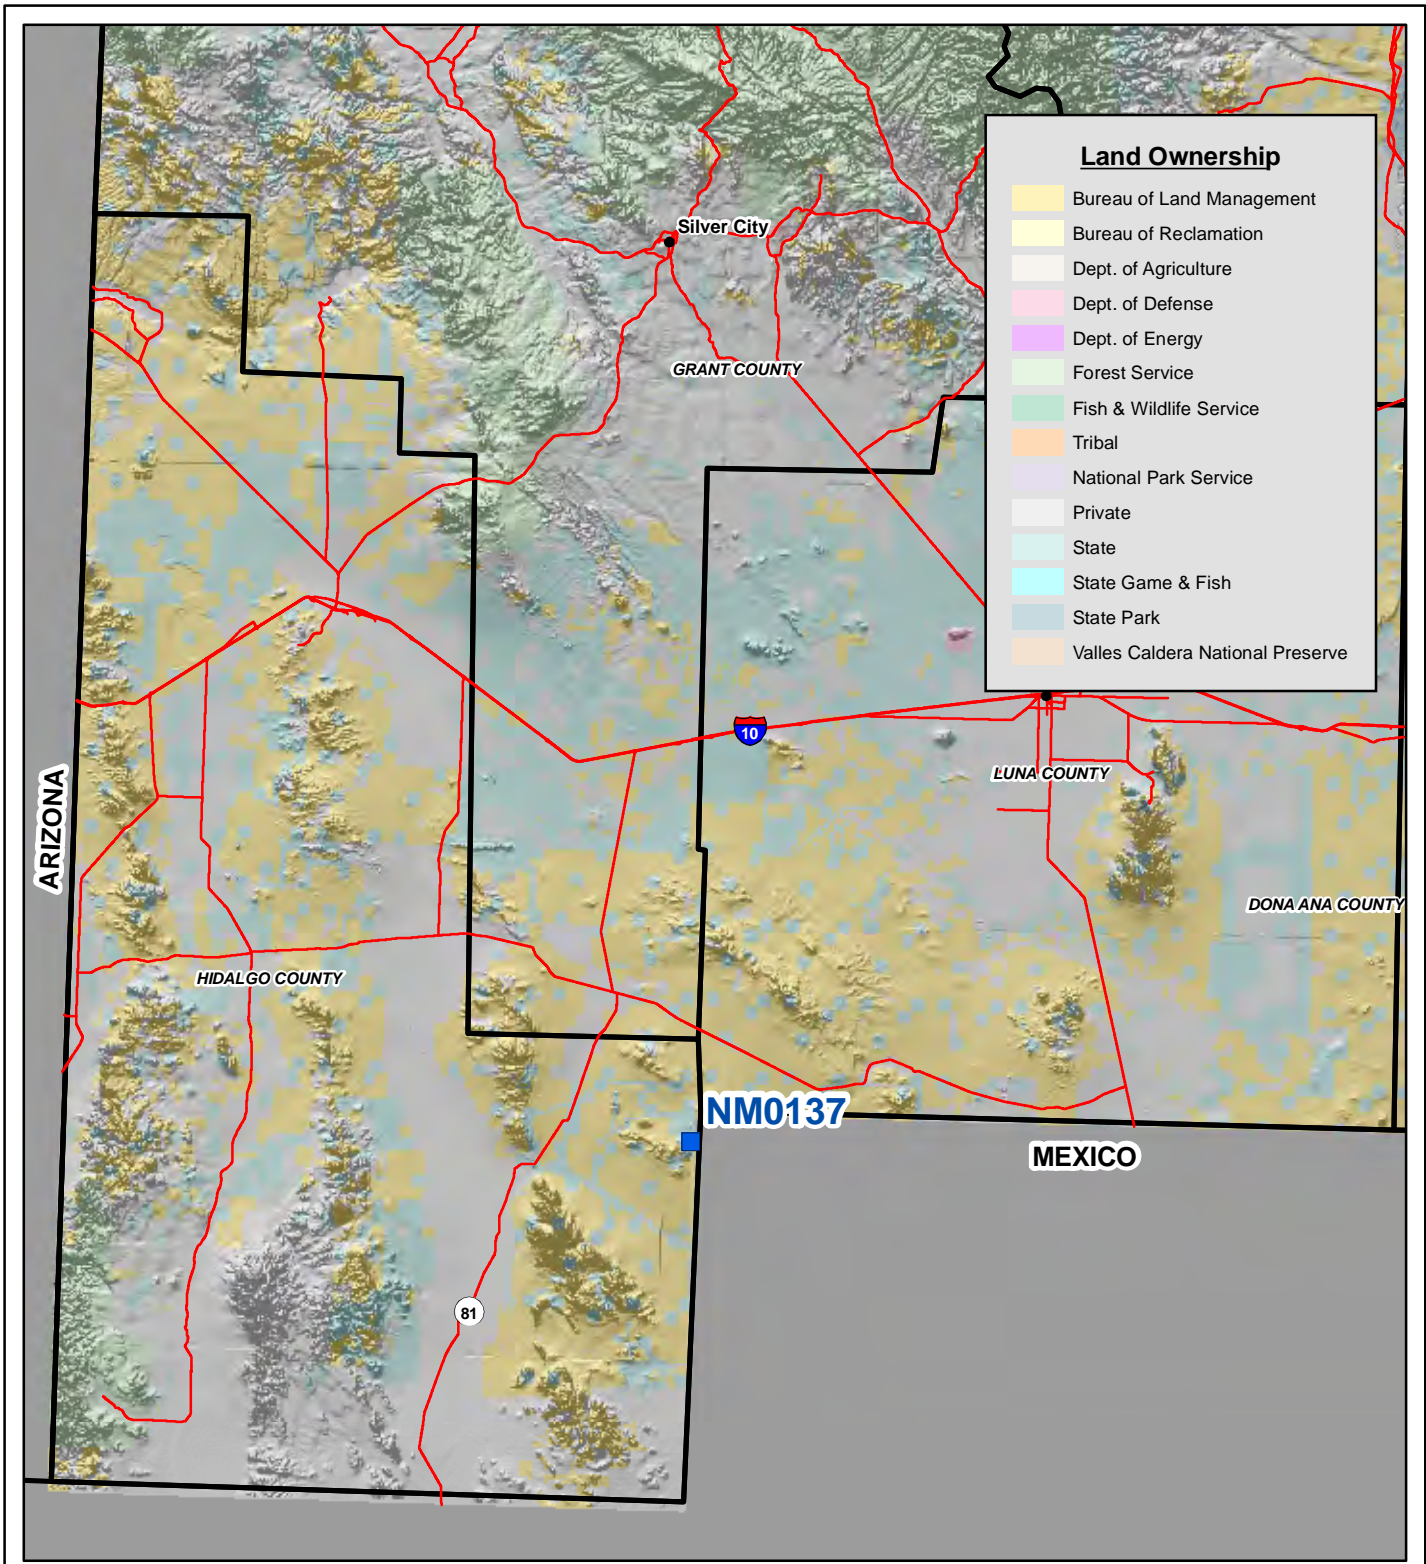 Land Ownership
Bureau of Land Management
Bureau of Reclamation
Dept. of Agriculture
Dept. of Defense
Dept. of Energy
Forest Service
Fish & Wildlife Service
Tribal
National Park Service
Private
State
State Game & Fish
State Park
Valles Caldera National Preserve
Silver City
GRANT COUNTY
10
LUNA COUNTY
ARIZONA
DONA ANA COUNTY
HIDALGO COUNTY
NM0137
MEXICO
81